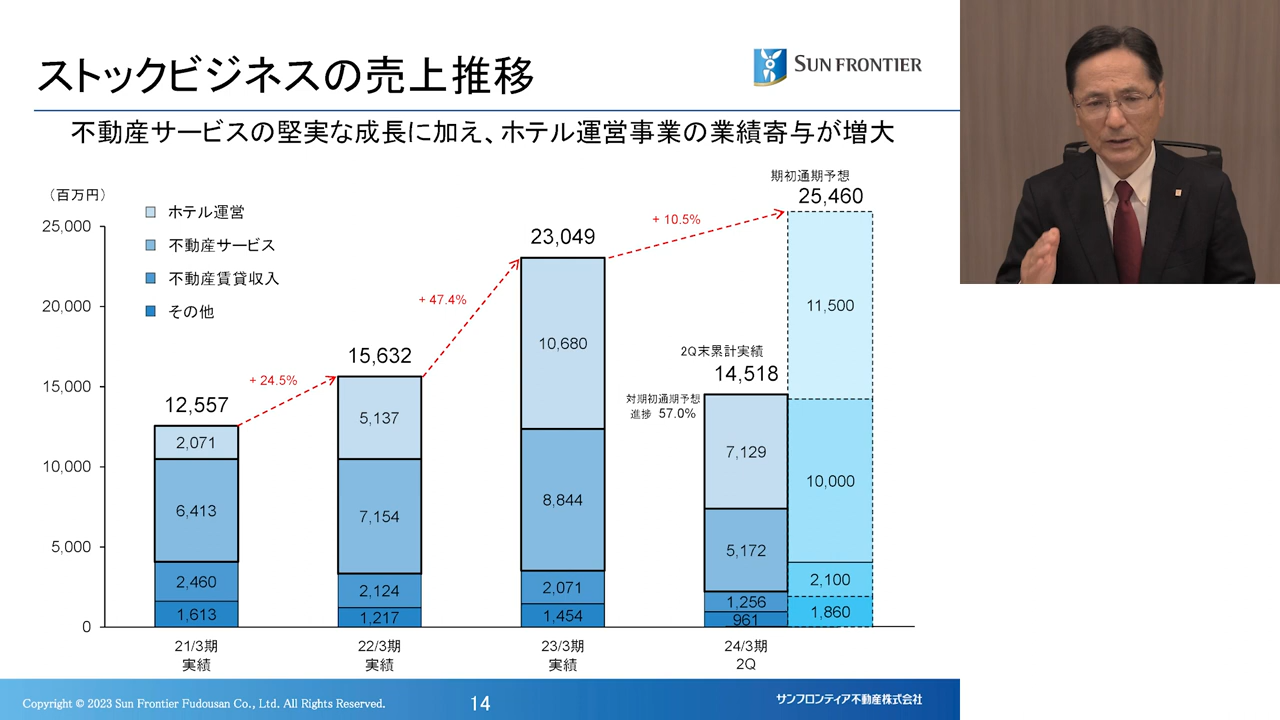 ストックビジネスの売上推移
SUN FRONTIER
不動産サービスの堅実な成長に加え、ホテル運営事業の業績寄与が増大
（百万円）
ホテル運営
不動産サービス
不動産賃貸収入
その他
25,000
20,000
15,000
10,000
5,000
0
12,557
2,071
6,413
2,460
1,613
21/3期
実績
+ 24.5%
15,632
5,137
7,154
2,124
1,217
22/3期
実績
+ 47.4%
23,049
10,680
8,844
2,071
1,454
23/3期
実績
+ 10.5%
2Q末累計実績
14,518
対期初通期予想
進捗 57.0%
7,129
5,172
1,256
961
24/3期
2Q
期初通期予想
25,460
11,500
10,000
2,100
1,860
Copyright © 2023 Sun Frontier Fudousan Co., Ltd. All Rights Reserved.
14
サンフロンティア不動産株式会社